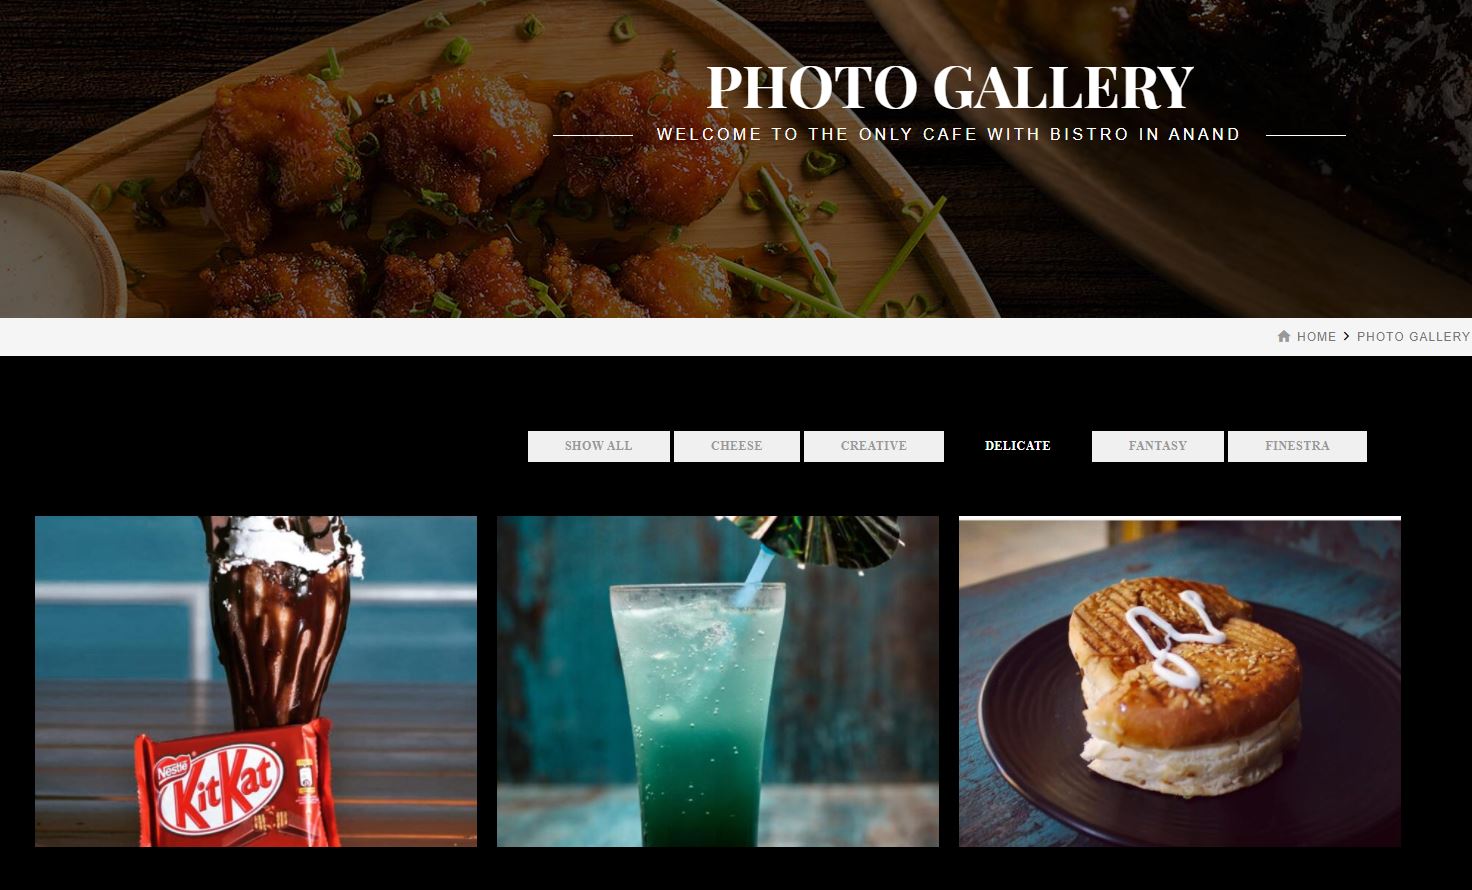 PHOTO GALLERY
WELCOME TO THE ONLY CAFE WITH BISTRO IN ANAND
HOME > PHOTO GALLERY
SHOW ALL CHEESE CREATIVE DELICATE FANTASY FINESTRA
Nestlé
KitKat